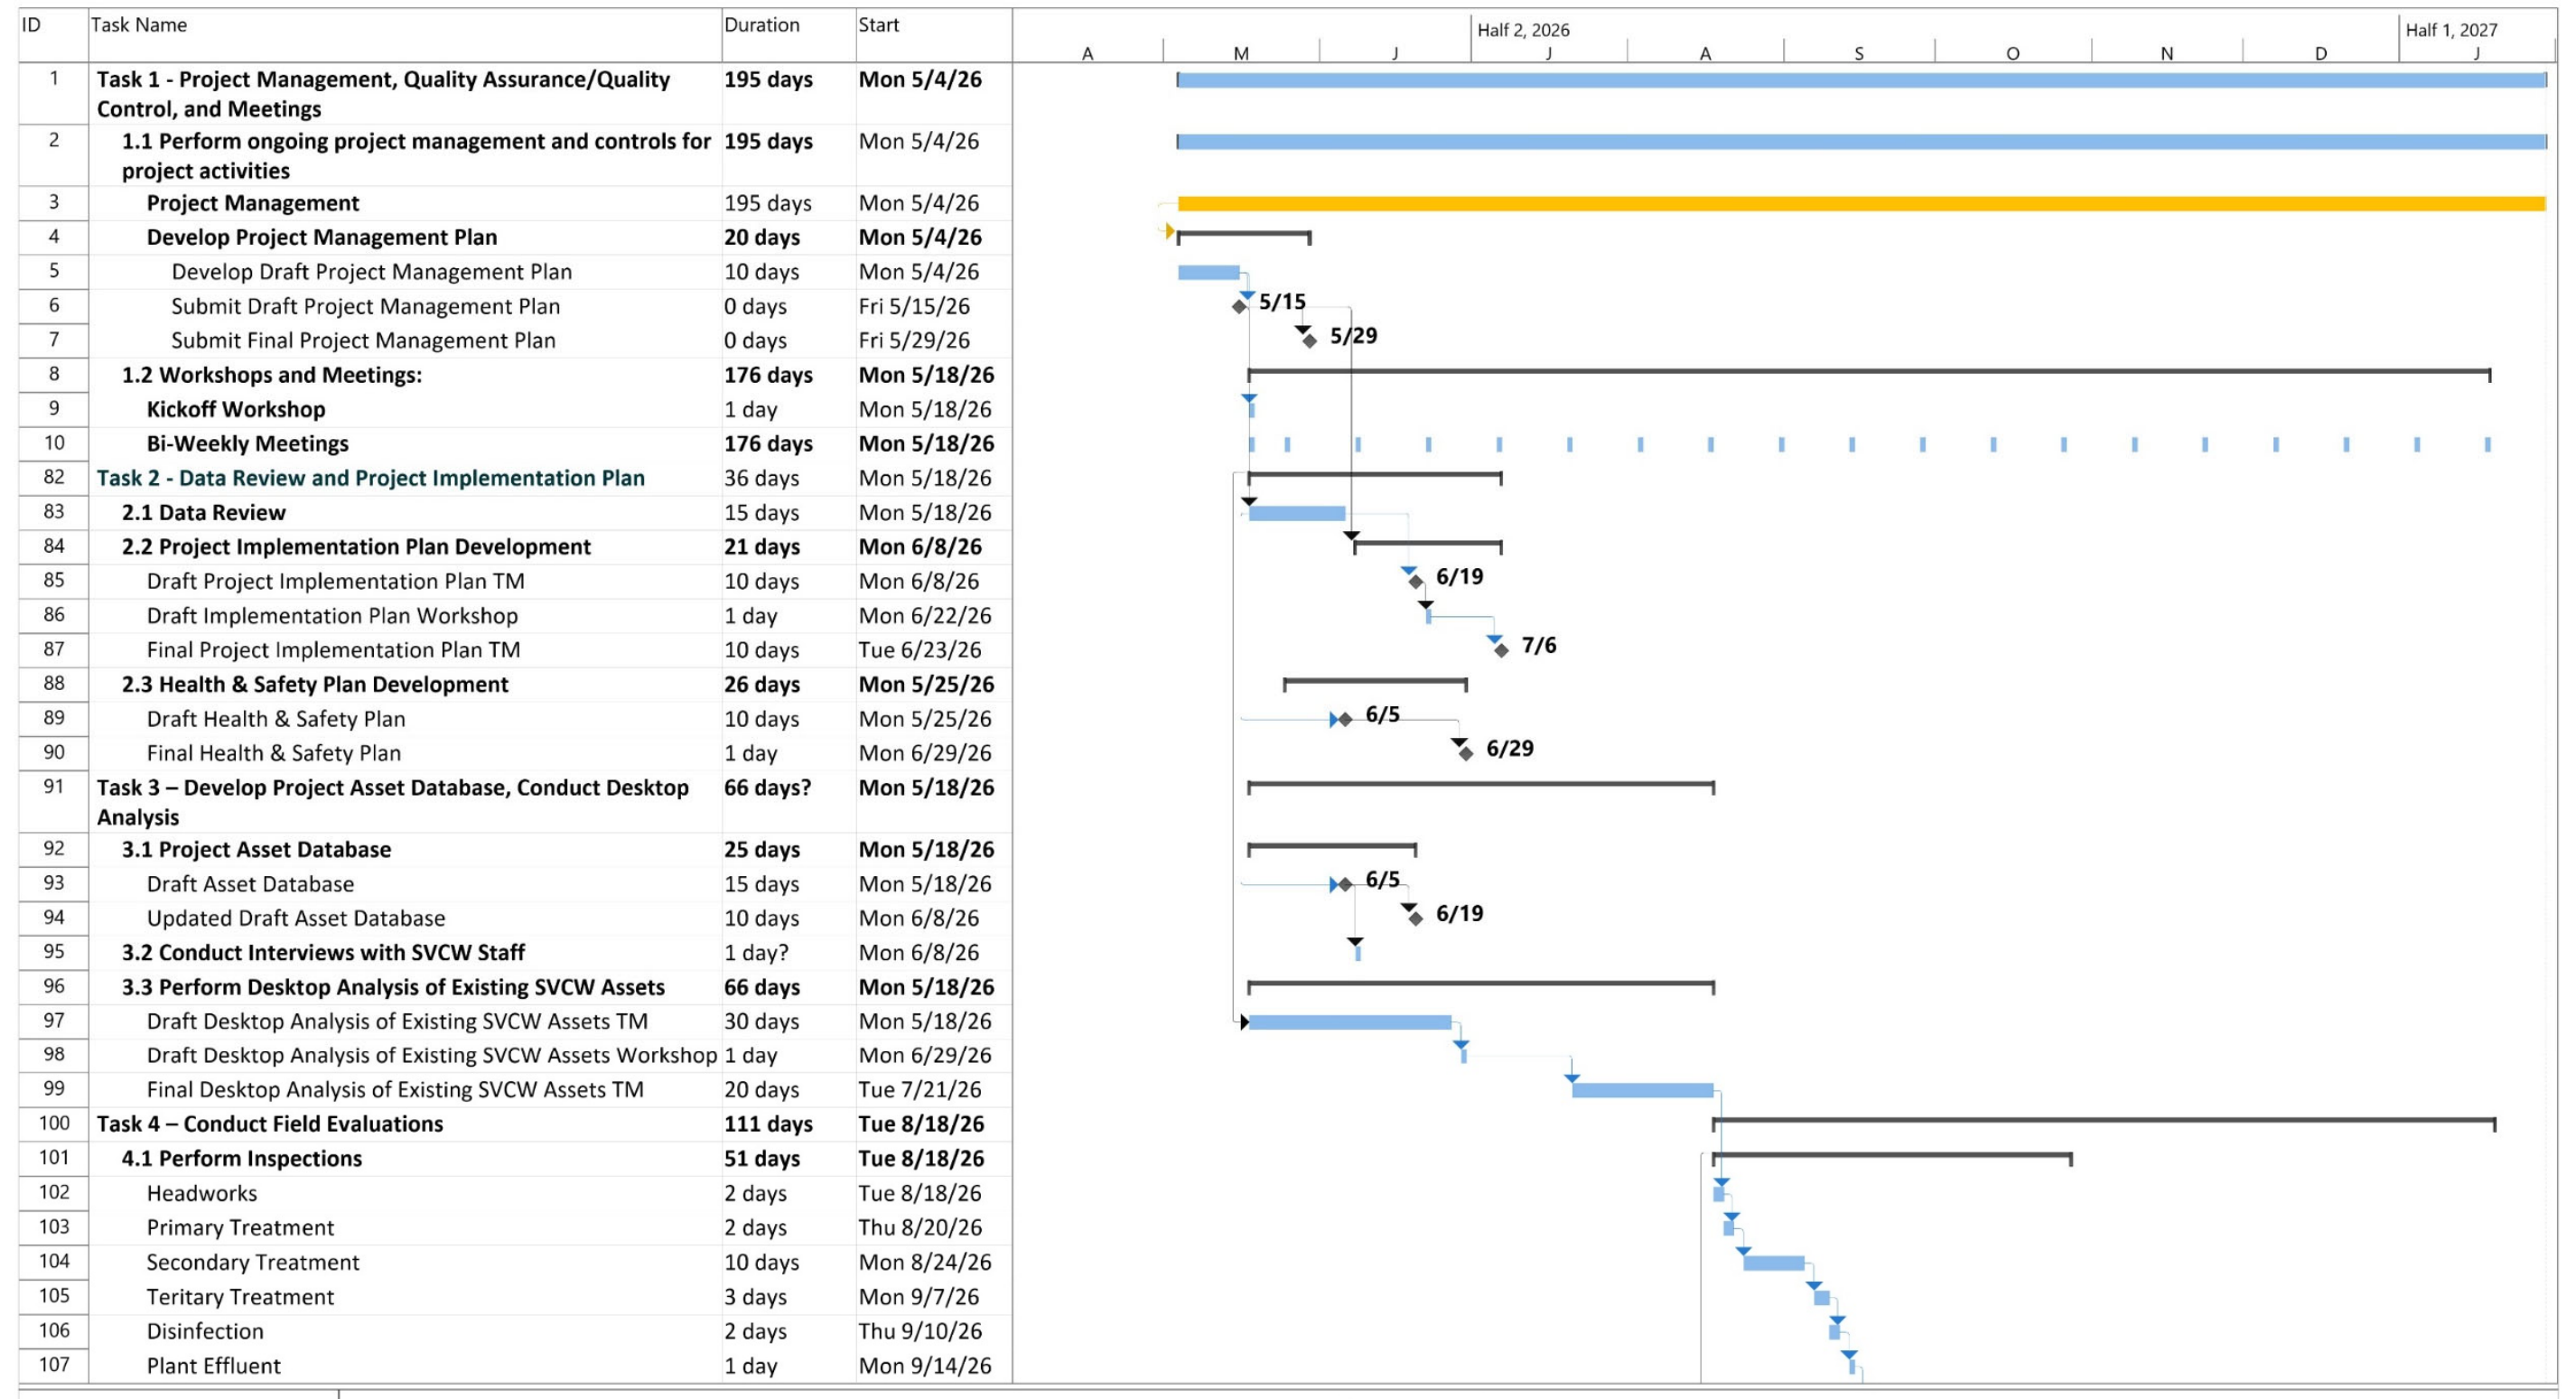 ID Task Name Duration Start Half 2, 2026 Half 1, 2027
A M J J A S O N D J
1 Task 1 - Project Management, Quality Assurance/Quality 195 days Mon 5/4/26
Control, and Meetings
2 1.1 Perform ongoing project management and controls for 195 days Mon 5/4/26
project activities
3 Project Management 195 days Mon 5/4/26
4 Develop Project Management Plan 20 days Mon 5/4/26
5 Develop Draft Project Management Plan 10 days Mon 5/4/26
6 Submit Draft Project Management Plan 0 days Fri 5/15/26 5/15
7 Submit Final Project Management Plan 0 days Fri 5/29/26 5/29
8 1.2 Workshops and Meetings: 176 days Mon 5/18/26
9 Kickoff Workshop 1 day Mon 5/18/26
10 Bi-Weekly Meetings 176 days Mon 5/18/26
82 Task 2 - Data Review and Project Implementation Plan 36 days Mon 5/18/26
83 2.1 Data Review 15 days Mon 5/18/26
84 2.2 Project Implementation Plan Development 21 days Mon 6/8/26
85 Draft Project Implementation Plan TM 10 days Mon 6/8/26 6/19
86 Draft Implementation Plan Workshop 1 day Mon 6/22/26
87 Final Project Implementation Plan TM 10 days Tue 6/23/26 7/6
88 2.3 Health & Safety Plan Development 26 days Mon 5/25/26
89 Draft Health & Safety Plan 10 days Mon 5/25/26 6/5
90 Final Health & Safety Plan 1 day Mon 6/29/26 6/29
91 Task 3 – Develop Project Asset Database, Conduct Desktop 66 days? Mon 5/18/26
Analysis
92 3.1 Project Asset Database 25 days Mon 5/18/26
93 Draft Asset Database 15 days Mon 5/18/26 6/5
94 Updated Draft Asset Database 10 days Mon 6/8/26 6/19
95 3.2 Conduct Interviews with SVCW Staff 1 day? Mon 6/8/26
96 3.3 Perform Desktop Analysis of Existing SVCW Assets 66 days Mon 5/18/26
97 Draft Desktop Analysis of Existing SVCW Assets TM 30 days Mon 5/18/26
98 Draft Desktop Analysis of Existing SVCW Assets Workshop 1 day Mon 6/29/26
99 Final Desktop Analysis of Existing SVCW Assets TM 20 days Tue 7/21/26
100 Task 4 – Conduct Field Evaluations 111 days Tue 8/18/26
101 4.1 Perform Inspections 51 days Tue 8/18/26
102 Headworks 2 days Tue 8/18/26
103 Primary Treatment 2 days Thu 8/20/26
104 Secondary Treatment 10 days Mon 8/24/26
105 Teritary Treatment 3 days Mon 9/7/26
106 Disinfection 2 days Thu 9/10/26
107 Plant Effluent 1 day Mon 9/14/26